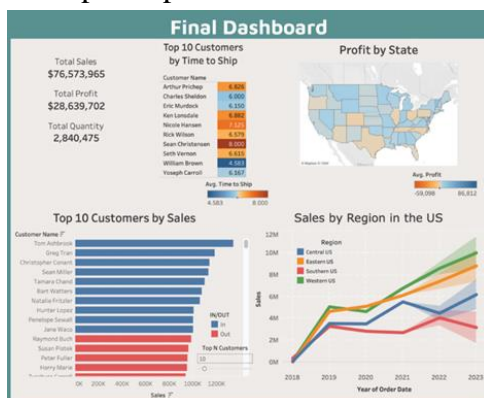 Final Dashboard
Total Sales
$76,573,965
Total Profit
$28,639,702
Total Quantity
2,840,475
Top 10 Customers
by Time to Ship
Customer Name
Arthur Prichep 6.626
Charles Sheldon 6.000
Eric Murdock 6.150
Ken Lonsdale 6.882
Nicole Hansen 7.125
Rick Wilson 6.579
Sean Christensen 8.000
Seth Vernon 6.615
William Brown 4.583
Yoseph Carroll 6.167
Avg. Time to Ship
4.583 8.000
Profit by State
Avg. Profit
-59,098 86,812
Top 10 Customers by Sales
Customer Name
Tom Ashbrook
Greg Tran
Christopher Conant
Sean Miller
Tamara Chand
Bart Watters
Natalie Fritzler
Hunter Lopez
Penelope Sewall
Jane Waco
Raymond Buch
Susan Pistek
Peter Fuller
Harry Marie
IN/OUT
In
Out
Top N Customers
10
0K 200K 400K 600K 800K 1000K 1200K
Sales
Sales by Region in the US
Region
Central US
Eastern US
Southern US
Western US
12M
10M
8M
6M
4M
2M
0M
Sales
2018 2019 2020 2021 2022 2023
Year of Order Date